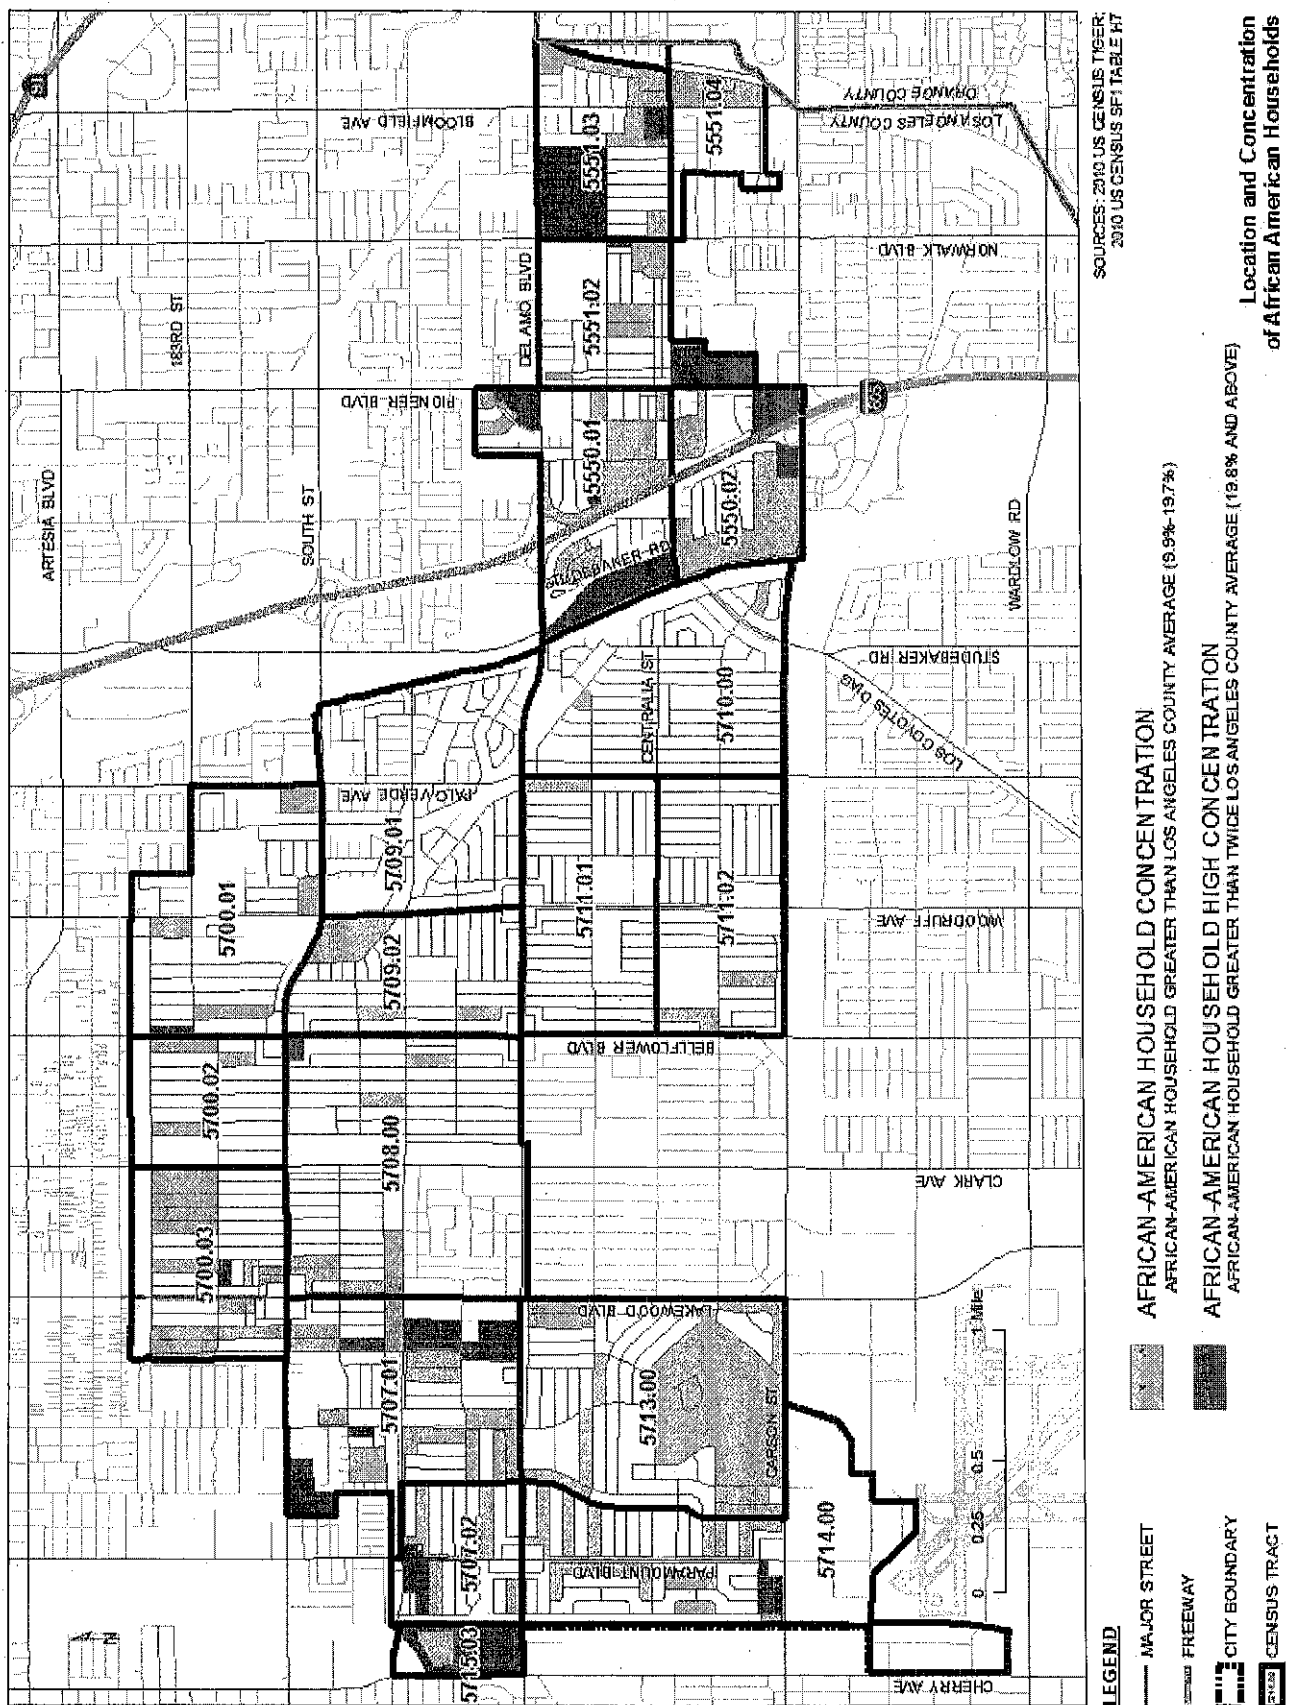 ARTESIA BLVD
183RD ST
SOUTH ST
PIONEER BLVD
BLOOMFIELD AVE
91
DEL AMO BLVD
PALO VERDE AVE
5700.01
5700.02
5700.03
5709.01
5709.02
5708.00
5707.01
5707.02
5715.03
5550.01
5551.02
5551.03
5551.04
5550.02
STUDEBAKER RD
CENTRALIA ST
5710.00
5711.01
5711.02
5713.00
5714.00
BELLFLOWER BLVD
LAKEWOOD BLVD
PARAMOUNT BLVD
CARSON ST
CHERRY AVE
CLARK AVE
WOODRUFF AVE
STUDEBAKER RD
LOS COYOTES DIAG
WARDLOW RD
NORWALK BLVD
LOS ANGELES COUNTY
ORANGE COUNTY
605
0 0.25 0.5 1 Mile
LEGEND
MAJOR STREET
FREEWAY
CITY BOUNDARY
CENSUS TRACT
AFRICAN-AMERICAN HOUSEHOLD CONCENTRATION
AFRICAN-AMERICAN HOUSEHOLD GREATER THAN LOS ANGELES COUNTY AVERAGE (9.9%-19.7%)
AFRICAN-AMERICAN HOUSEHOLD HIGH CONCENTRATION
AFRICAN-AMERICAN HOUSEHOLD GREATER THAN TWICE LOS ANGELES COUNTY AVERAGE (19.8% AND ABOVE)
SOURCES: 2010 US CENSUS TIGER;
2010 US CENSUS SF1 TABLE H7
Location and Concentration
of African American Households